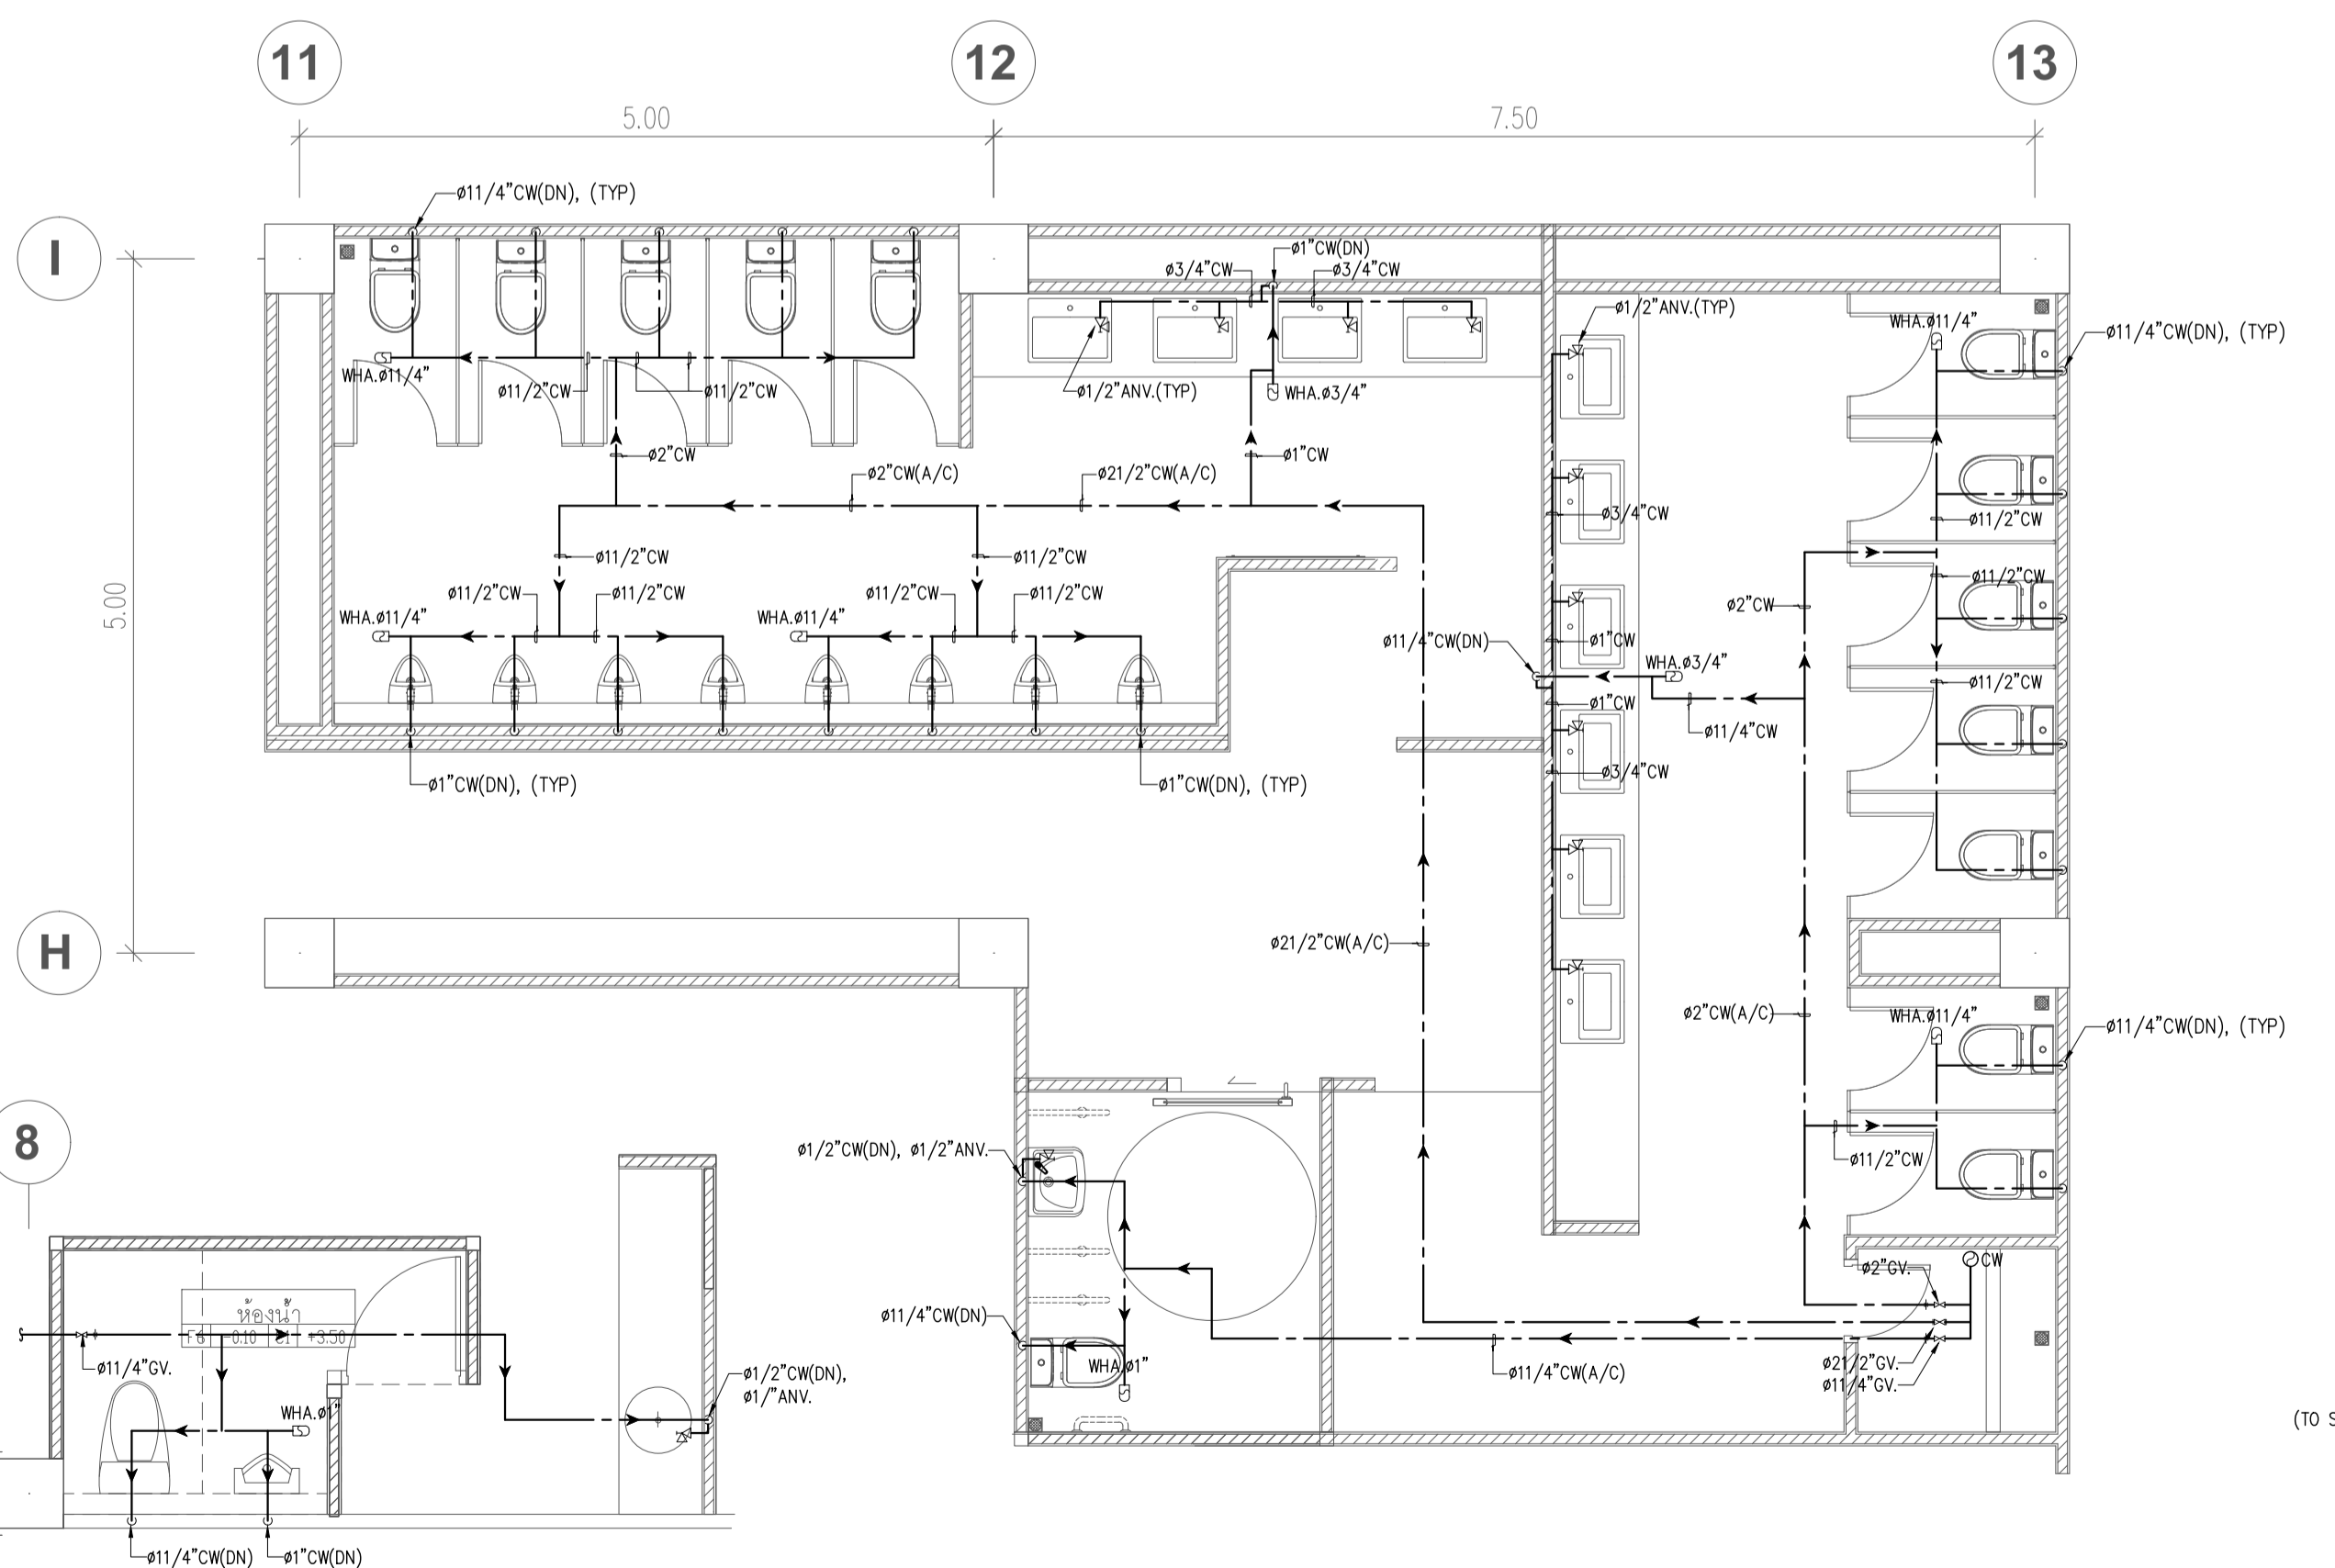 11
12
13
5.00
7.50
ø11/4"CW(DN), (TYP)
I
ø1"CW(DN)
ø3/4"CW
ø3/4"CW
ø1/2"ANV.(TYP)
WHA.ø11/4"
ø11/4"CW(DN), (TYP)
WHA.ø11/4"
ø11/2"CW
ø11/2"CW
ø1/2"ANV.(TYP)
WHA.ø3/4"
ø2"CW
ø1"CW
ø2"CW(A/C)
ø21/2"CW(A/C)
ø3/4"CW
ø11/2"CW
ø11/2"CW
ø11/2"CW
ø11/2"CW
5.00
ø11/2"CW
ø11/2"CW
ø11/2"CW
ø11/2"CW
ø2"CW
WHA.ø11/4"
WHA.ø11/4"
ø11/4"CW(DN)
ø1"CW
WHA.ø3/4"
ø11/2"CW
ø1"CW
ø11/4"CW
ø3/4"CW
ø1"CW(DN), (TYP)
ø1"CW(DN), (TYP)
H
ø21/2"CW(A/C)
ø2"CW(A/C)
WHA.ø11/4"
ø11/4"CW(DN), (TYP)
8
ø1/2"CW(DN), ø1/2"ANV.
ø11/2"CW
CW
ø2"GV.
ห้องน้ำ
-0.10
+3.50
ø11/4"CW(DN)
ø11/4"GV.
WHA.ø1"
ø11/4"CW(A/C)
ø21/2"GV.
ø11/4"GV.
ø1/2"CW(DN),
ø1/"ANV.
WHA.ø1"
(TO S
ø11/4"CW(DN)
ø1"CW(DN)